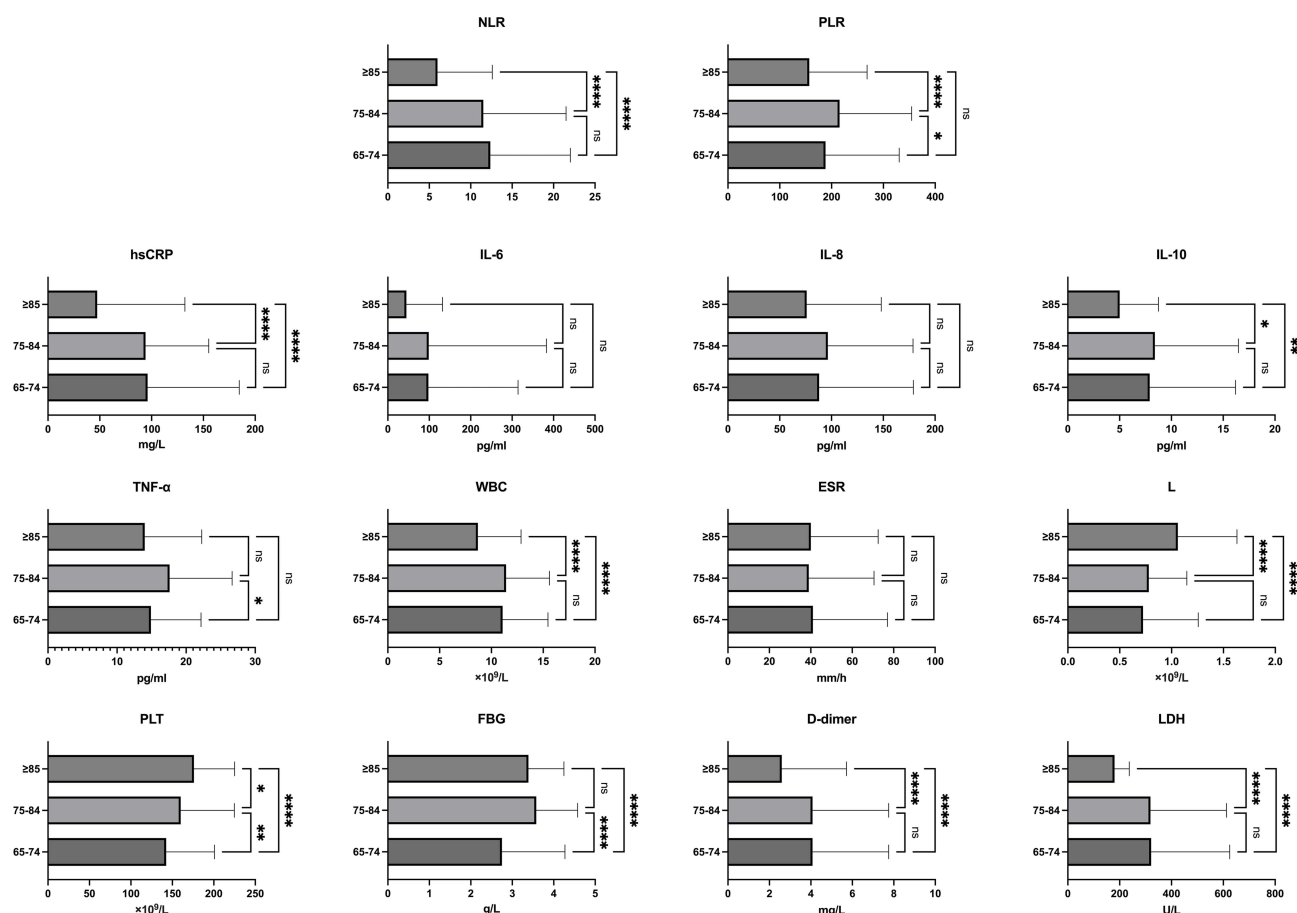 NLR
≥85
75-84
65-74
0 5 10 15 20 25
****
ns
****
PLR
≥85
75-84
65-74
0 100 200 300 400
****
*
ns
hsCRP
≥85
75-84
65-74
0 50 100 150 200
mg/L
****
ns
****
IL-6
≥85
75-84
65-74
0 100 200 300 400 500
pg/ml
ns
ns
ns
IL-8
≥85
75-84
65-74
0 50 100 150 200
pg/ml
ns
ns
ns
IL-10
≥85
75-84
65-74
0 5 10 15 20
pg/ml
*
ns
**
TNF-α
≥85
75-84
65-74
0 10 20 30
pg/ml
ns
*
ns
WBC
≥85
75-84
65-74
0 5 10 15 20
×10⁹/L
****
ns
****
ESR
≥85
75-84
65-74
0 20 40 60 80 100
mm/h
ns
ns
ns
L
≥85
75-84
65-74
0.0 0.5 1.0 1.5 2.0
×10⁹/L
****
ns
****
PLT
≥85
75-84
65-74
0 50 100 150 200 250
×10⁹/L
*
**
****
FBG
≥85
75-84
65-74
0 1 2 3 4 5
g/L
ns
****
****
D-dimer
≥85
75-84
65-74
0 2 4 6 8 10
mg/L
****
ns
****
LDH
≥85
75-84
65-74
0 200 400 600 800
U/L
****
ns
****